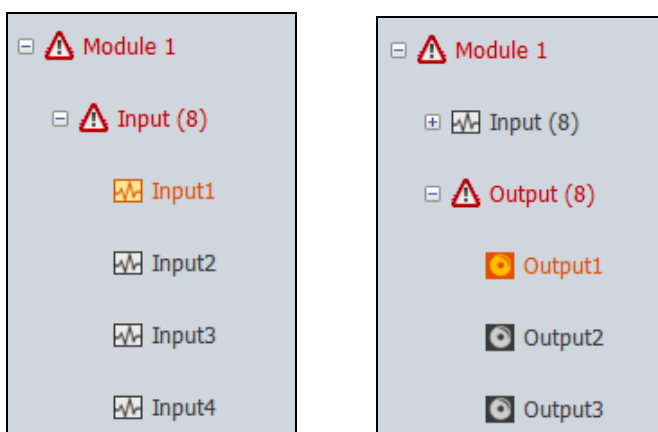 Module 1
Input (8)
Input1
Input2
Input3
Input4
Module 1
Input (8)
Output (8)
Output1
Output2
Output3